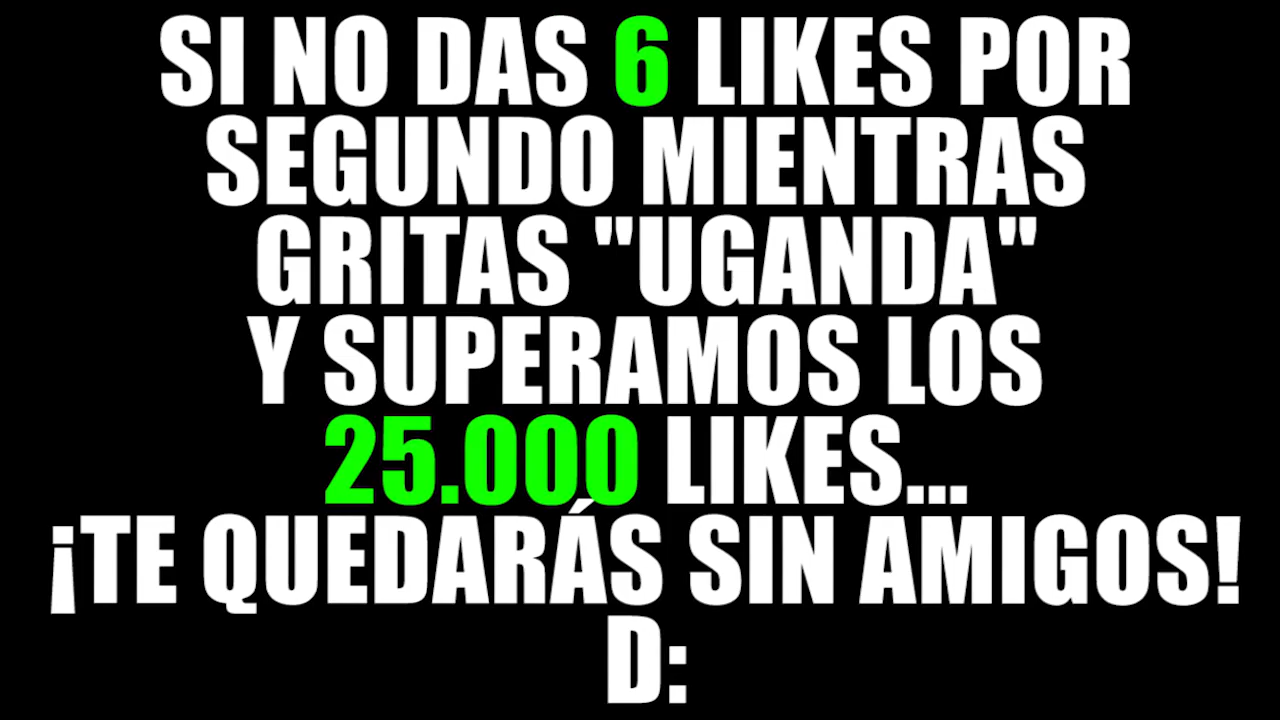 SI NO DAS 6 LIKES POR
SEGUNDO MIENTRAS
GRITAS "UGANDA"
Y SUPERAMOS LOS
25.000 LIKES...
¡TE QUEDARÁS SIN AMIGOS!
D: